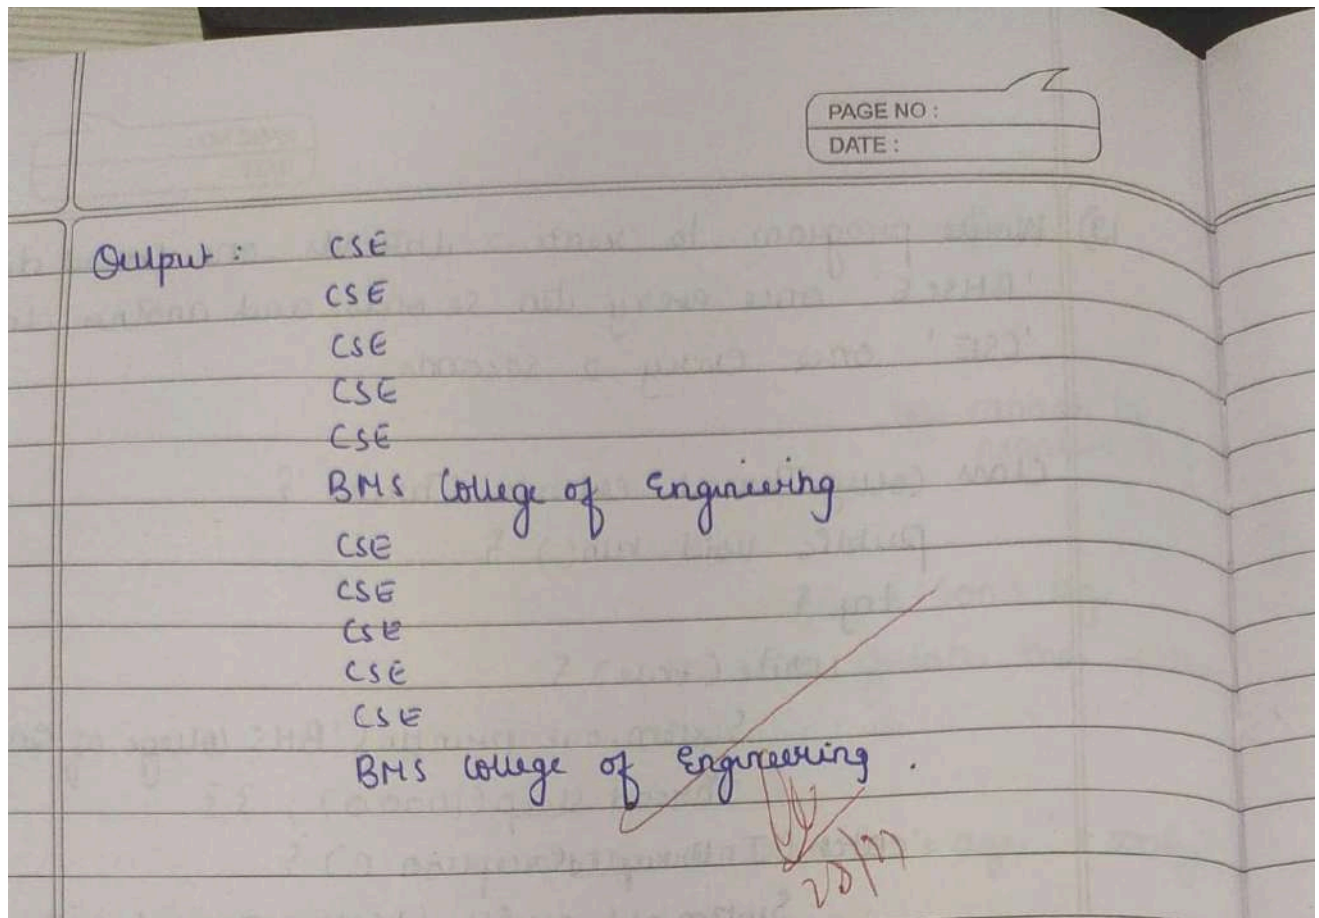 PAGE NO :
DATE :
Output : CSE
CSE
CSE
CSE
CSE
BMS College of Engineering
CSE
CSE
CSE
CSE
CSE
BMS College of Engineering .